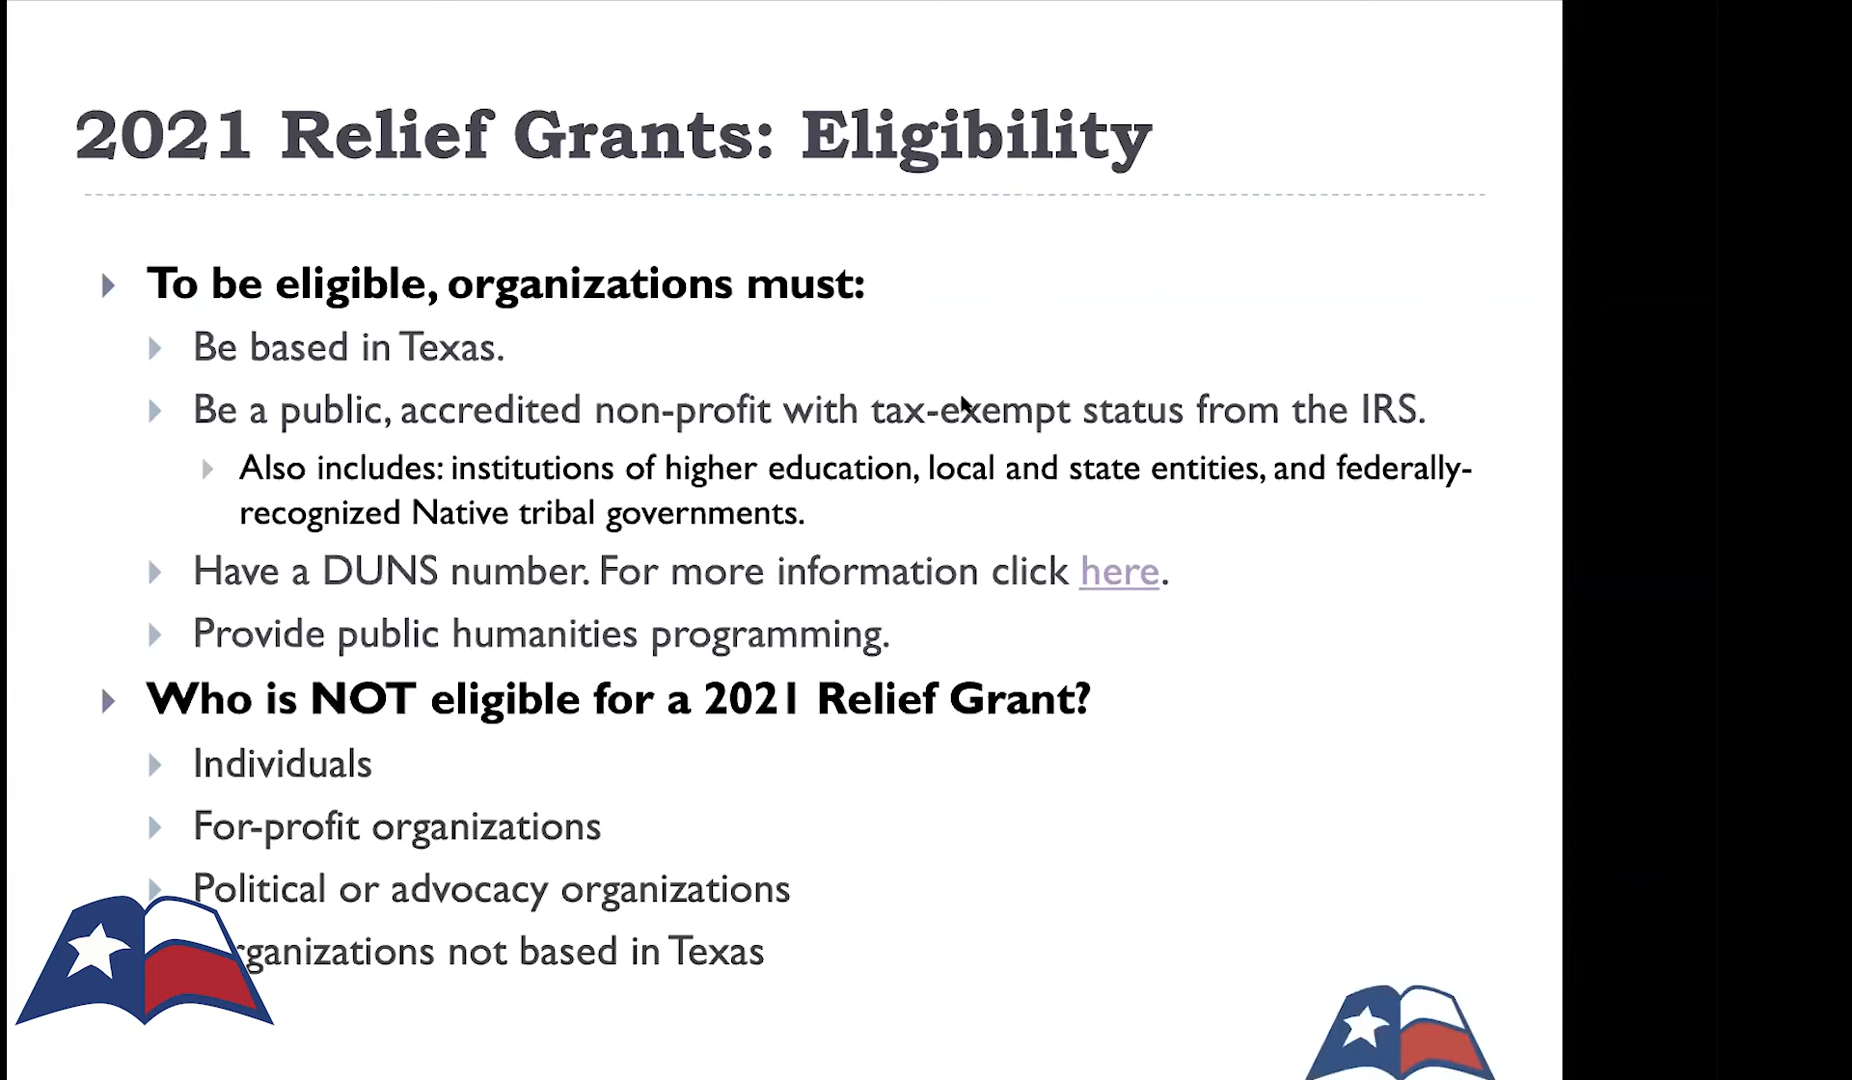 2021 Relief Grants: Eligibility
To be eligible, organizations must:
Be based in Texas.
Be a public, accredited non-profit with tax-exempt status from the IRS.
Also includes: institutions of higher education, local and state entities, and federally-
recognized Native tribal governments.
Have a DUNS number. For more information click here.
Provide public humanities programming.
Who is NOT eligible for a 2021 Relief Grant?
Individuals
For-profit organizations
Political or advocacy organizations
rganizations not based in Texas